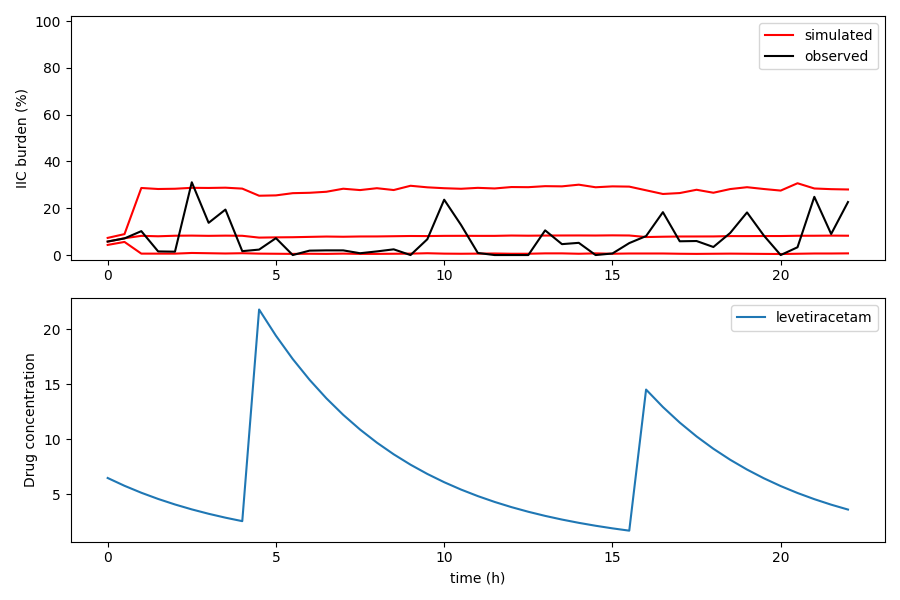 100
80
60
40
20
0
IIC burden (%)
simulated
observed
0 5 10 15 20
20
15
10
5
Drug concentration
levetiracetam
0 5 10 15 20
time (h)